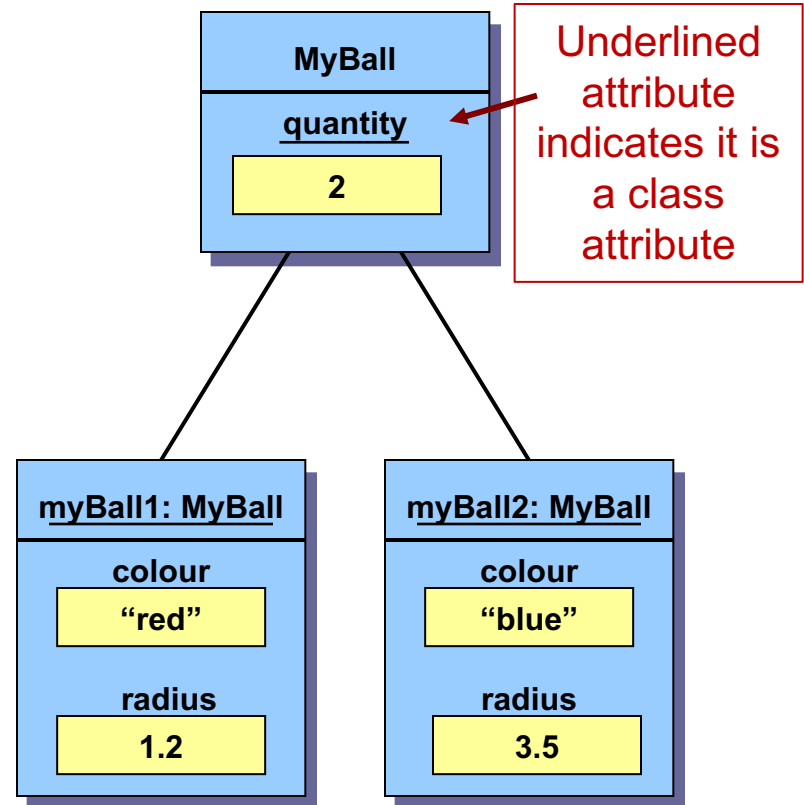 MyBall
quantity
2
Underlined
attribute
indicates it is
a class
attribute
myBall1: MyBall
colour
“red”
radius
1.2
myBall2: MyBall
colour
“blue”
radius
3.5